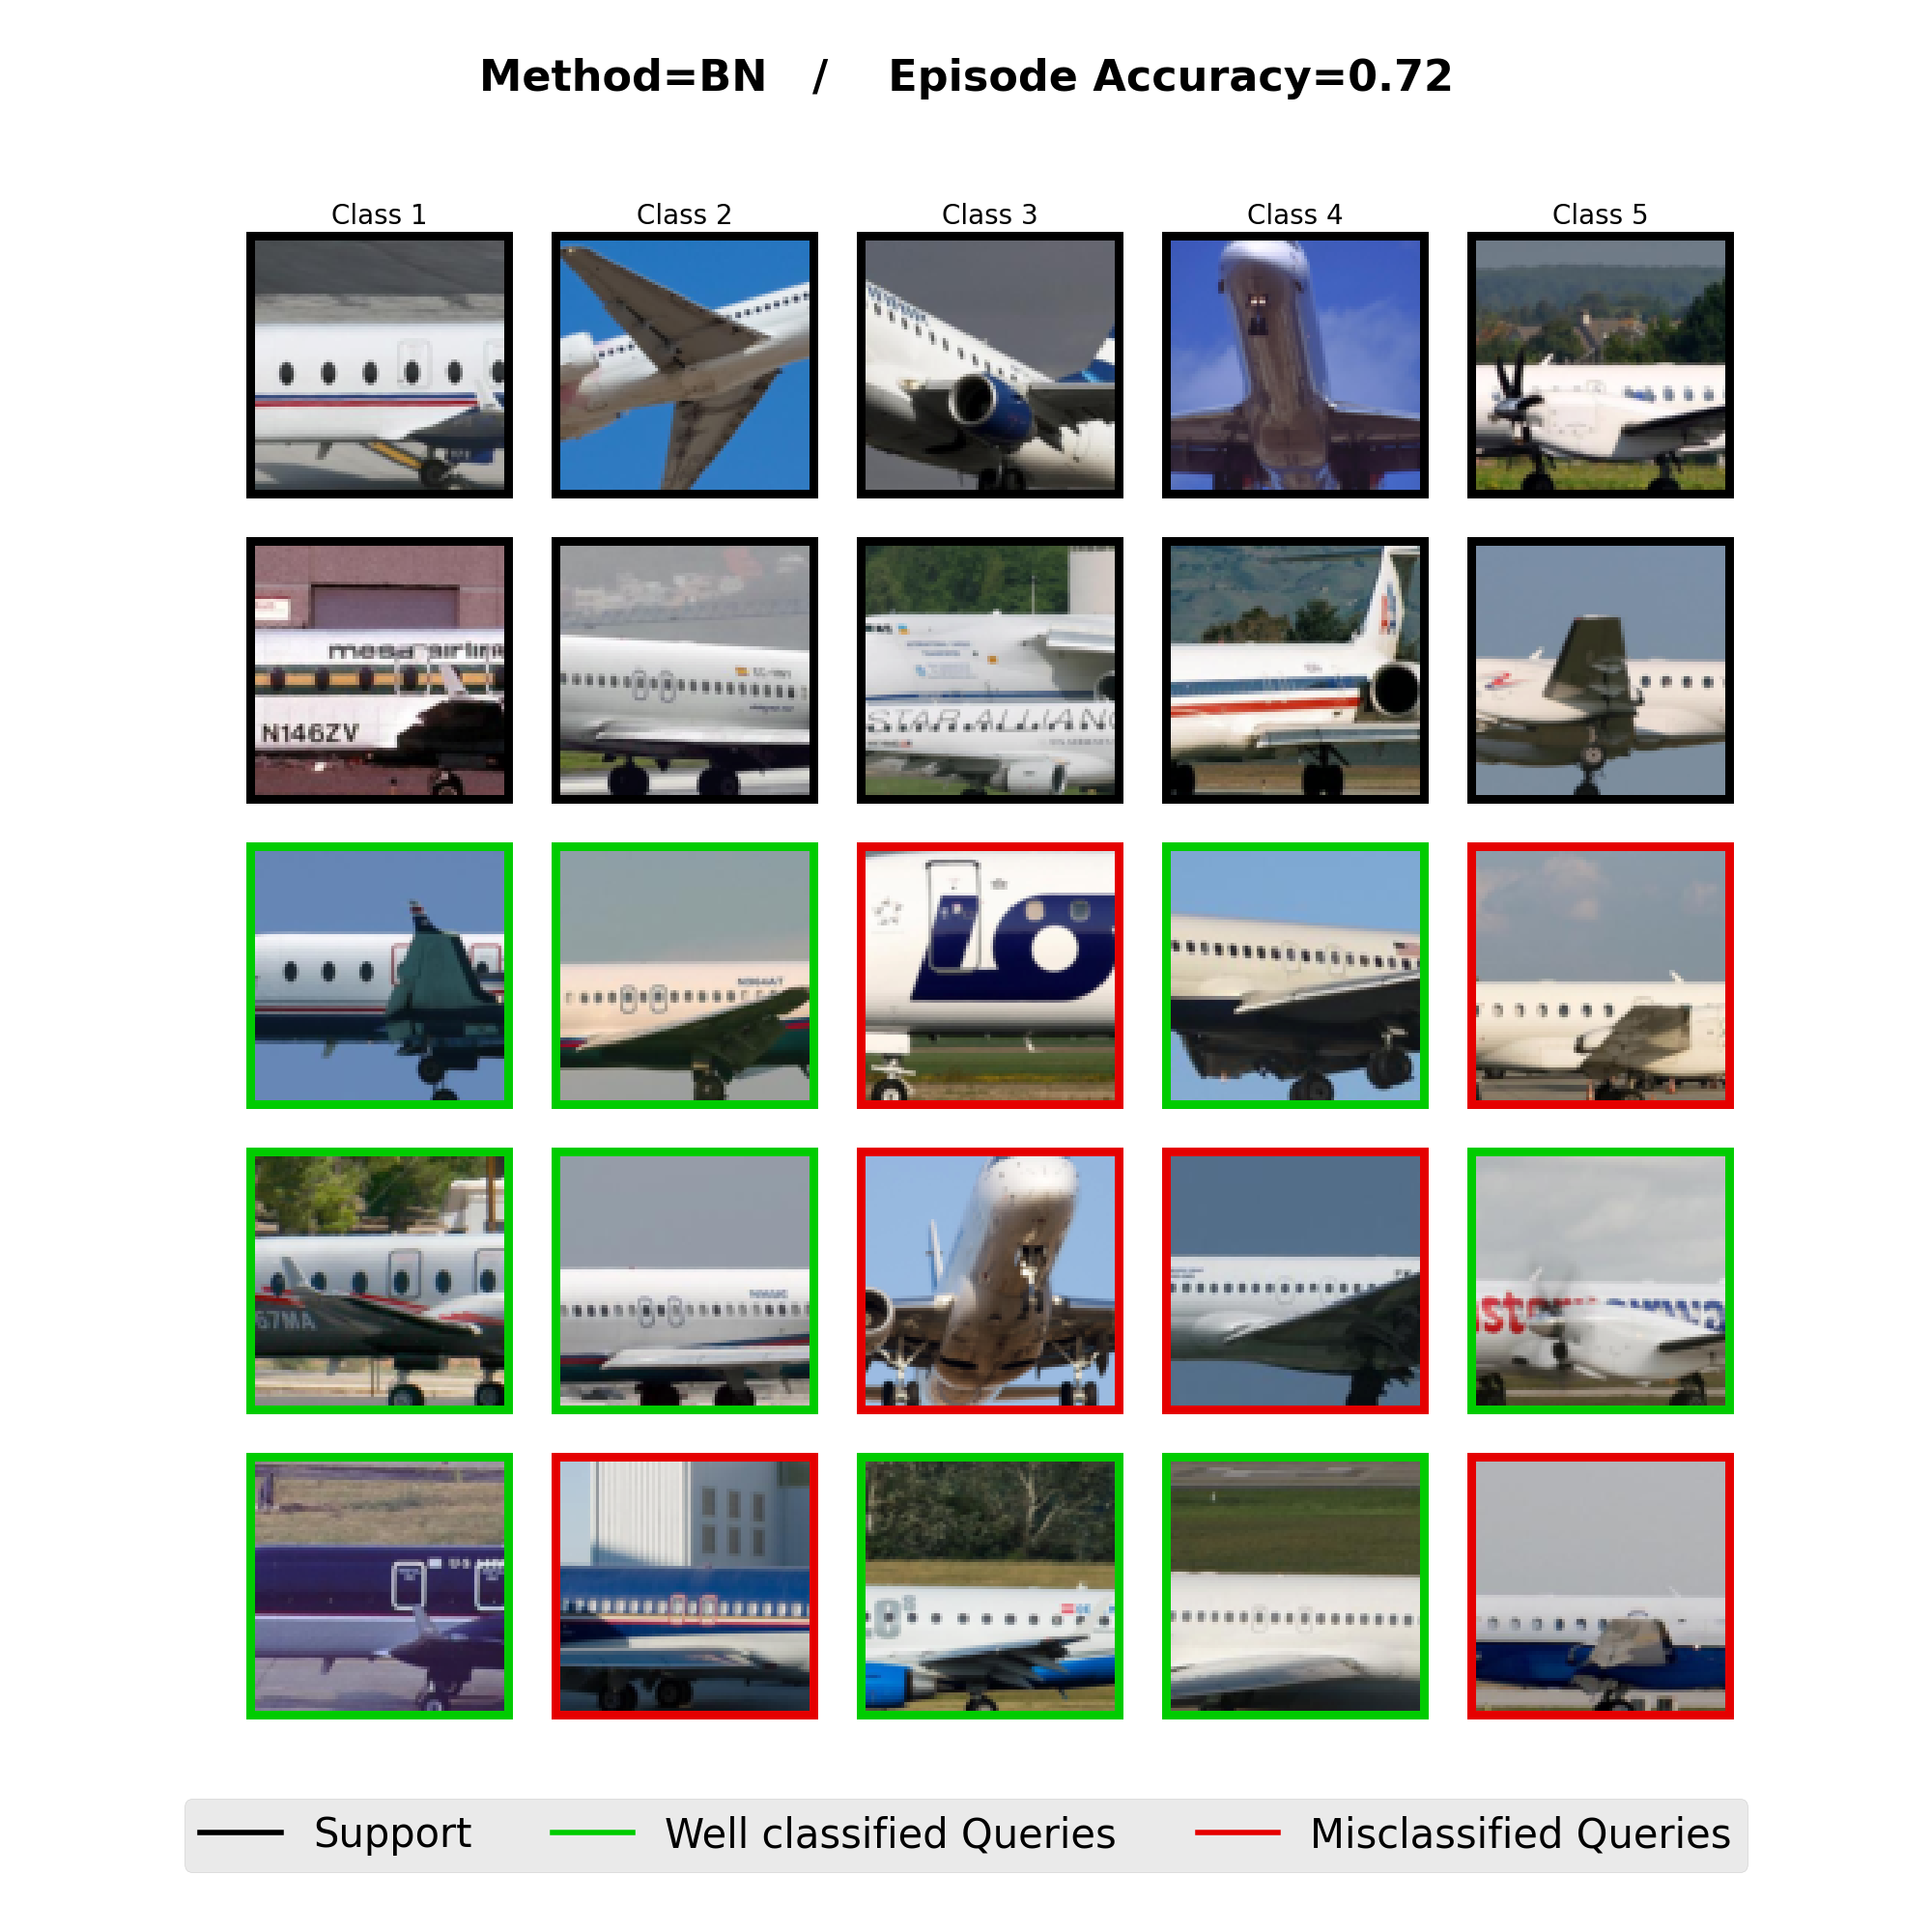 Method=BN / Episode Accuracy=0.72
Class 1 Class 2 Class 3 Class 4 Class 5
mesa airlin
N146ZV
STAR ALLIANC
67MA
Support Well classified Queries Misclassified Queries